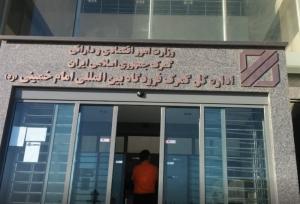 وزارت امور اقتصادی و دارائی
گمرک جمهوری اسلامی ایران
اداره کل گمرک فرودگاه بین المللی امام خمینی ره